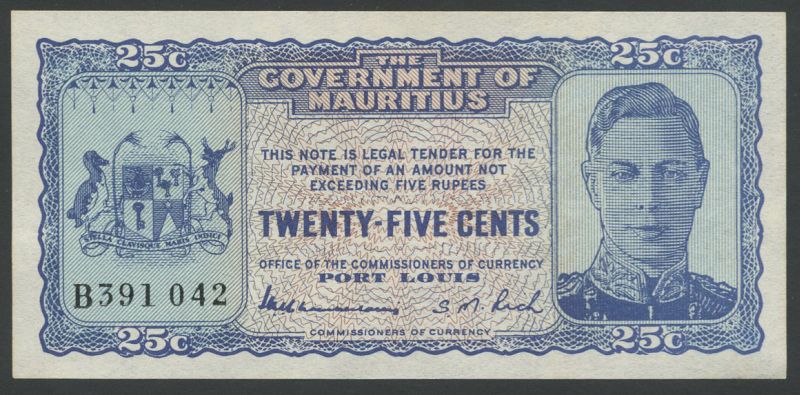 25c 25c
THE
GOVERNMENT OF
MAURITIUS
THIS NOTE IS LEGAL TENDER FOR THE
PAYMENT OF AN AMOUNT NOT
EXCEEDING FIVE RUPEES
TWENTY-FIVE CENTS
STELLA CLAVISQUE MARIS INDICI
OFFICE OF THE COMMISSIONERS OF CURRENCY
PORT LOUIS
B391 042
COMMISSIONERS OF CURRENCY
25c 25c